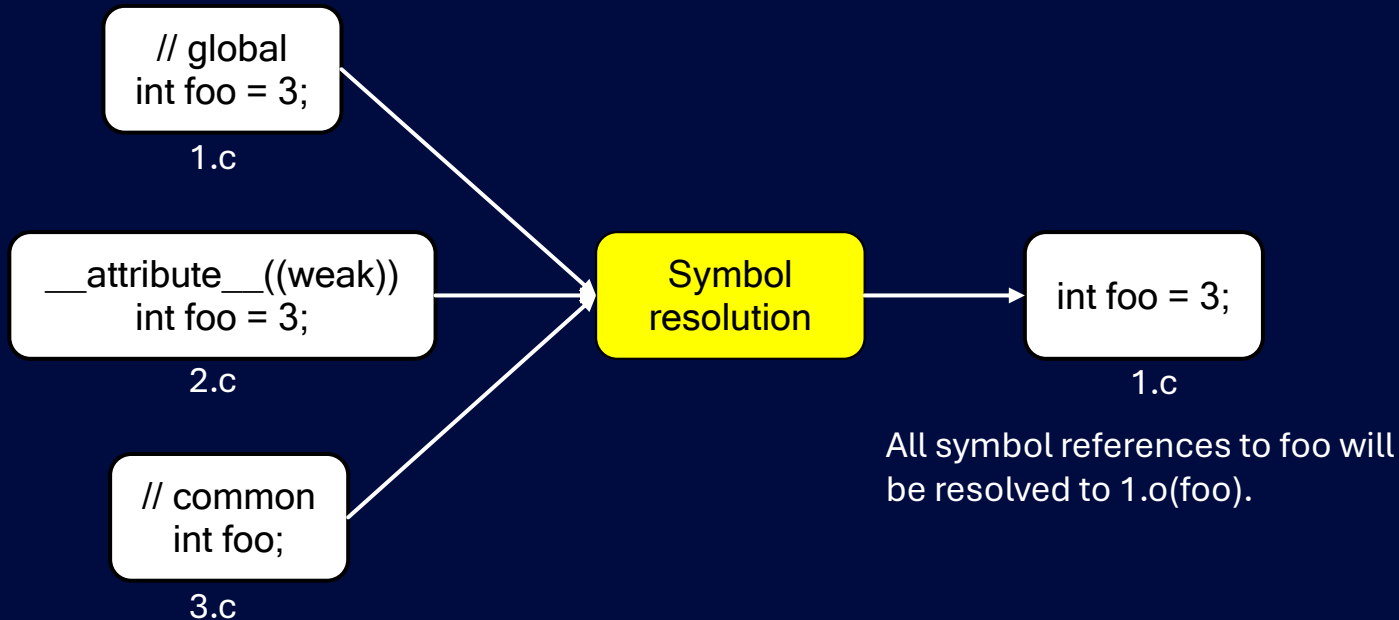 // global
int foo = 3;
1.c
__attribute__((weak))
int foo = 3;
2.c
// common
int foo;
3.c
Symbol
resolution
int foo = 3;
1.c
All symbol references to foo will
be resolved to 1.o(foo).